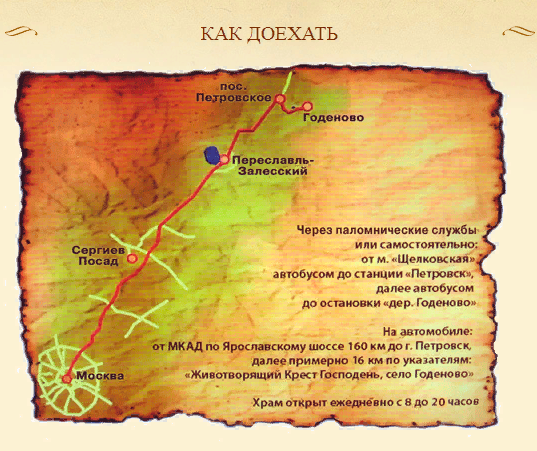 КАК ДОЕХАТЬ
пос.
Петровское
Годеново
Переславль-
Залесский
Сергиев
Посад
Москва
Через паломнические службы
или самостоятельно:
от м. «Щелковская»
автобусом до станции «Петровск»,
далее автобусом
до остановки «дер. Годеново»
На автомобиле:
от МКАД по Ярославскому шоссе 160 км до г. Петровск,
далее примерно 16 км по указателям:
«Животворящий Крест Господень, село Годеново»
Храм открыт ежедневно с 8 до 20 часов